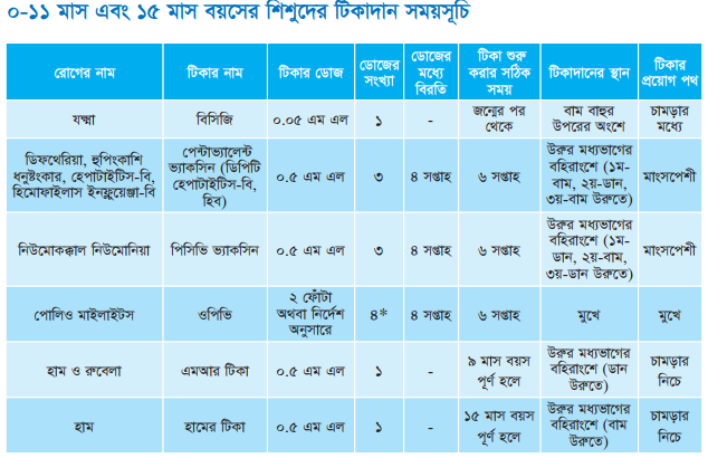 ০-১১ মাস এবং ১৫ মাস বয়সের শিশুদের টিকাদান সময়সূচি
রোগের নাম
টিকার নাম
টিকার ডোজ
ডোজের
সংখ্যা
ডোজের
মধ্যে
বিরতি
টিকা শুরু
করার সঠিক
সময়
টিকাদানের স্থান
টিকার
প্রয়োগ পথ
যক্ষ্মা
বিসিজি
০.০৫ এম এল
১
-
জন্মের পর
থেকে
বাম বাহুর
উপরের অংশে
চামড়ার
মধ্যে
ডিফথেরিয়া, হুপিংকাশি
ধনুষ্টংকার, হেপাটাইটিস-বি,
হিমোফাইলাস ইনফ্লুয়েঞ্জা-বি
পেন্টাভ্যালেন্ট
ভ্যাকসিন (ডিপিটি
হেপাটাইটিস-বি,
হিব)
০.৫ এম এল
৩
৪ সপ্তাহ
৬ সপ্তাহ
উরুর মধ্যভাগের
বহিরাংশে (১ম-
বাম, ২য়-ডান,
৩য়-বাম উরুতে)
মাংসপেশী
নিউমোকক্কাল নিউমোনিয়া
পিসিভি ভ্যাকসিন
০.৫ এম এল
৩
৪ সপ্তাহ
৬ সপ্তাহ
উরুর মধ্যভাগের
বহিরাংশে (১ম-
ডান, ২য়-বাম,
৩য়-ডান উরুতে)
মাংসপেশী
পোলিও মাইলাইটস
ওপিভি
২ ফোঁটা
অথবা নির্দেশ
অনুসারে
৪*
৪ সপ্তাহ
৬ সপ্তাহ
মুখে
মুখে
হাম ও রুবেলা
এমআর টিকা
০.৫ এম এল
১
-
৯ মাস বয়স
পূর্ণ হলে
উরুর মধ্যভাগের
বহিরাংশে (ডান
উরুতে)
চামড়ার
নিচে
হাম
হামের টিকা
০.৫ এম এল
১
-
১৫ মাস বয়স
পূর্ণ হলে
উরুর মধ্যভাগের
বহিরাংশে (বাম
উরুতে)
চামড়ার
নিচে